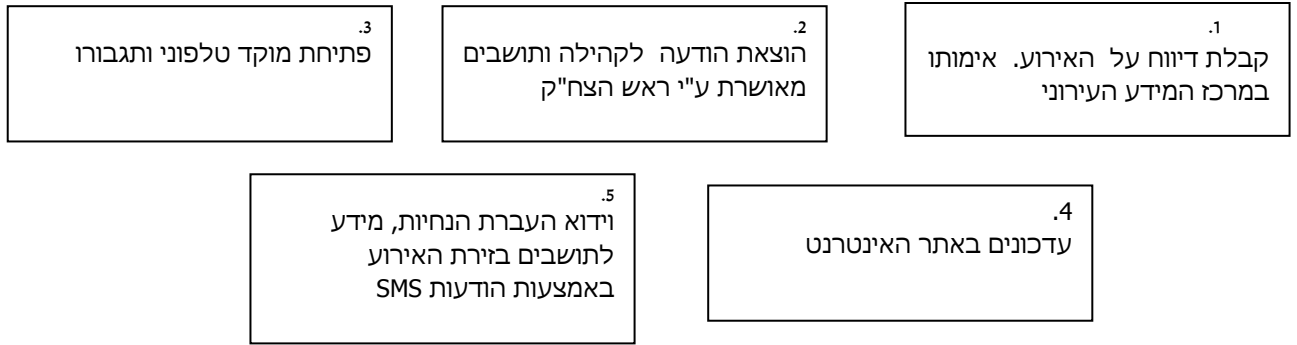 1.
קבלת דיווח על האירוע. אימותו
במרכז המידע העירוני
2.
הוצאת הודעה לקהילה ותושבים
מאושרת ע"י ראש הצח"ק
3.
פתיחת מוקד טלפוני ותגבורו
4.
עדכונים באתר האינטרנט
5.
וידוא העברת הנחיות, מידע
לתושבים בזירת האירוע
באמצעות הודעות SMS